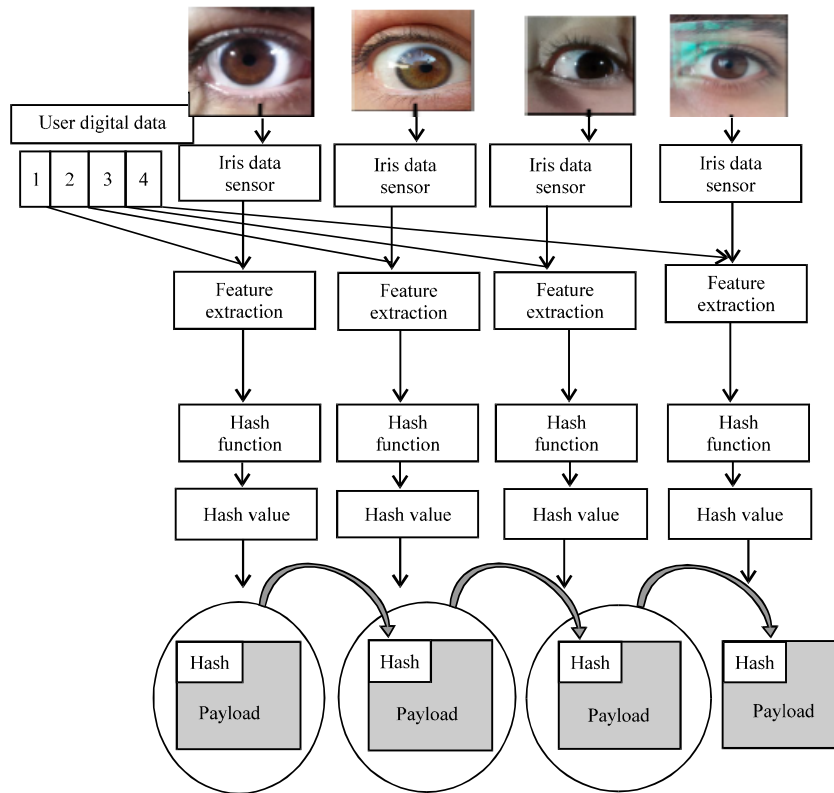 User digital data
1 2 3 4
Iris data
sensor
Iris data
sensor
Iris data
sensor
Iris data
sensor
Feature
extraction
Feature
extraction
Feature
extraction
Feature
extraction
Hash
function
Hash
function
Hash
function
Hash
function
Hash value
Hash value
Hash value
Hash value
Hash
Payload
Hash
Payload
Hash
Payload
Hash
Payload